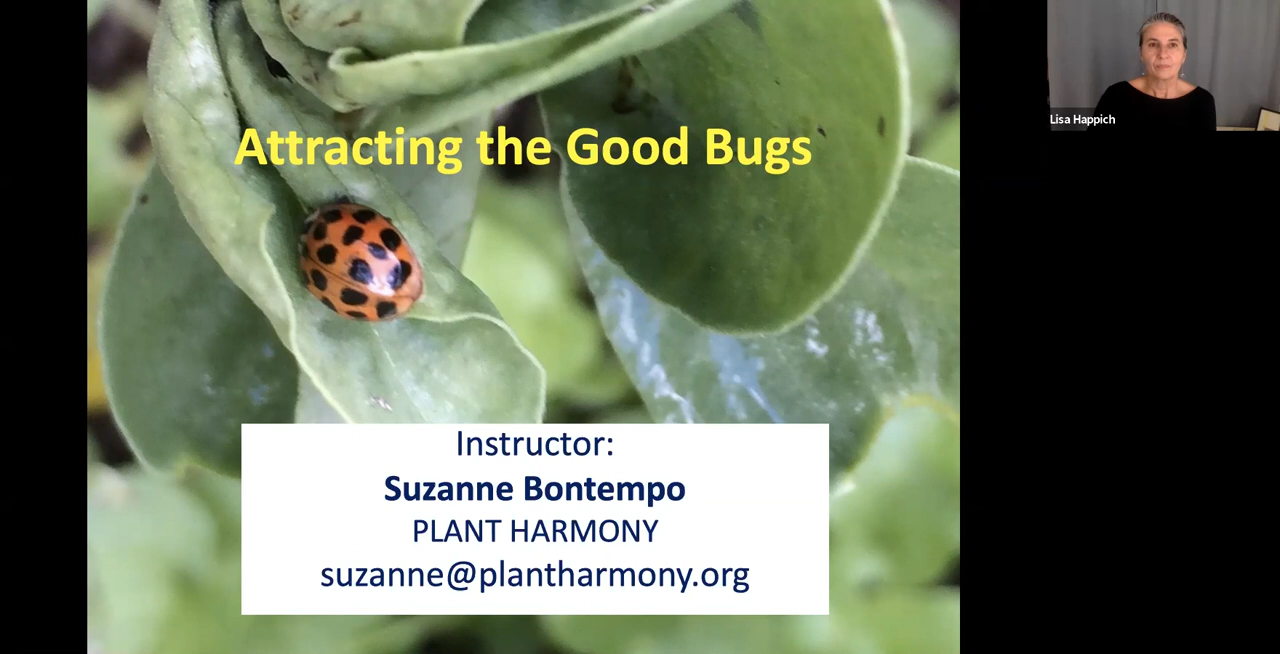 Attracting the Good Bugs
Instructor:
Suzanne Bontempo
PLANT HARMONY
suzanne@plantharmony.org
Lisa Happich